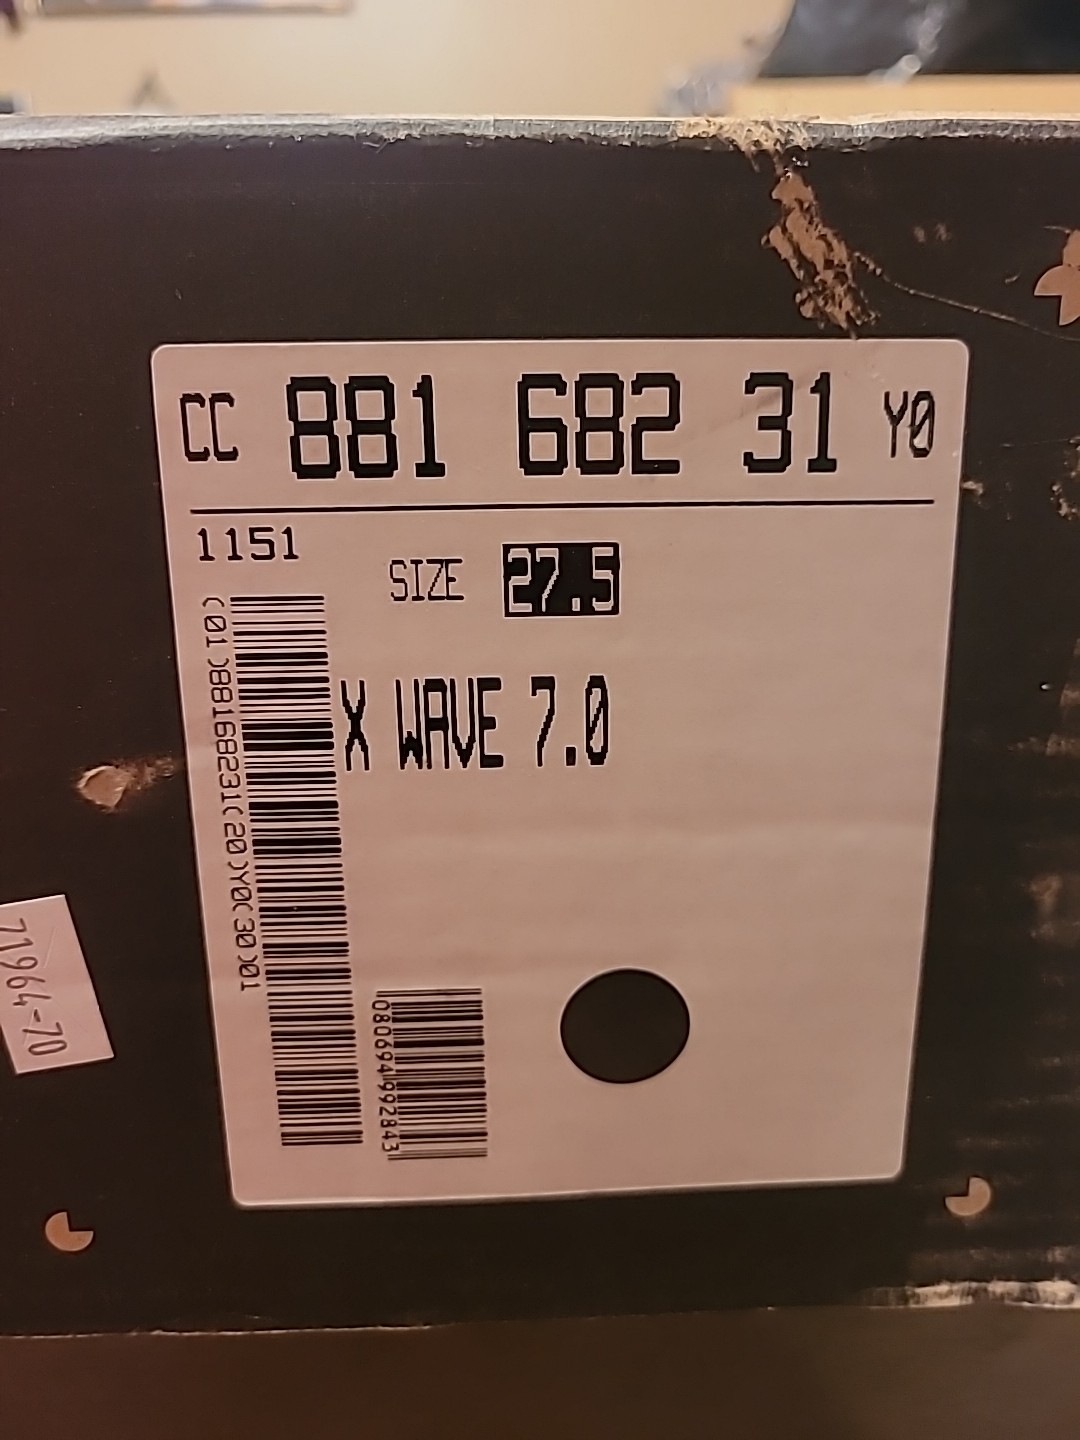 CC 881 682 31 Y0
1151
SIZE 27.5
X WAVE 7.0
(01)88168231(20)Y0(30)01
080694992843
71964-70